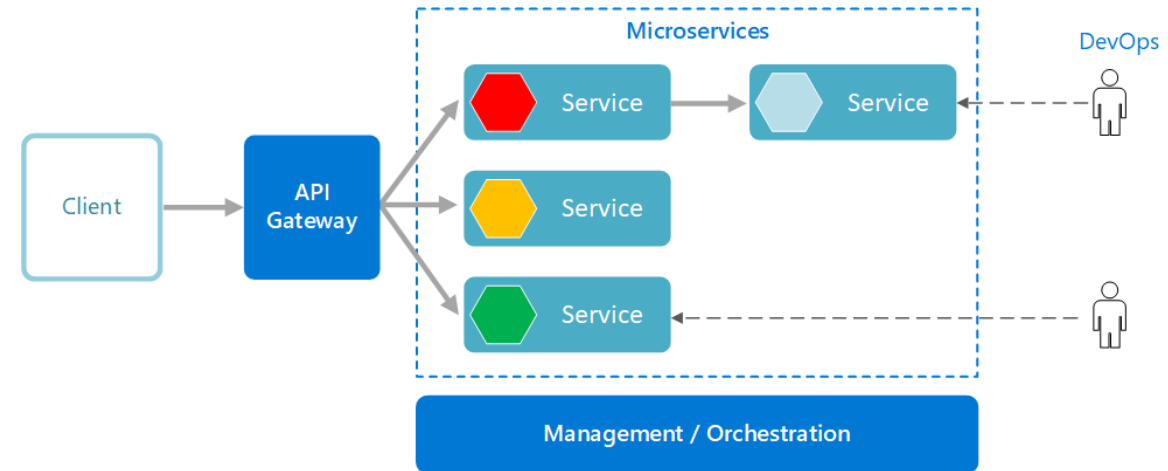 Microservices
DevOps
Service
Service
Client
API
Gateway
Service
Service
Management / Orchestration